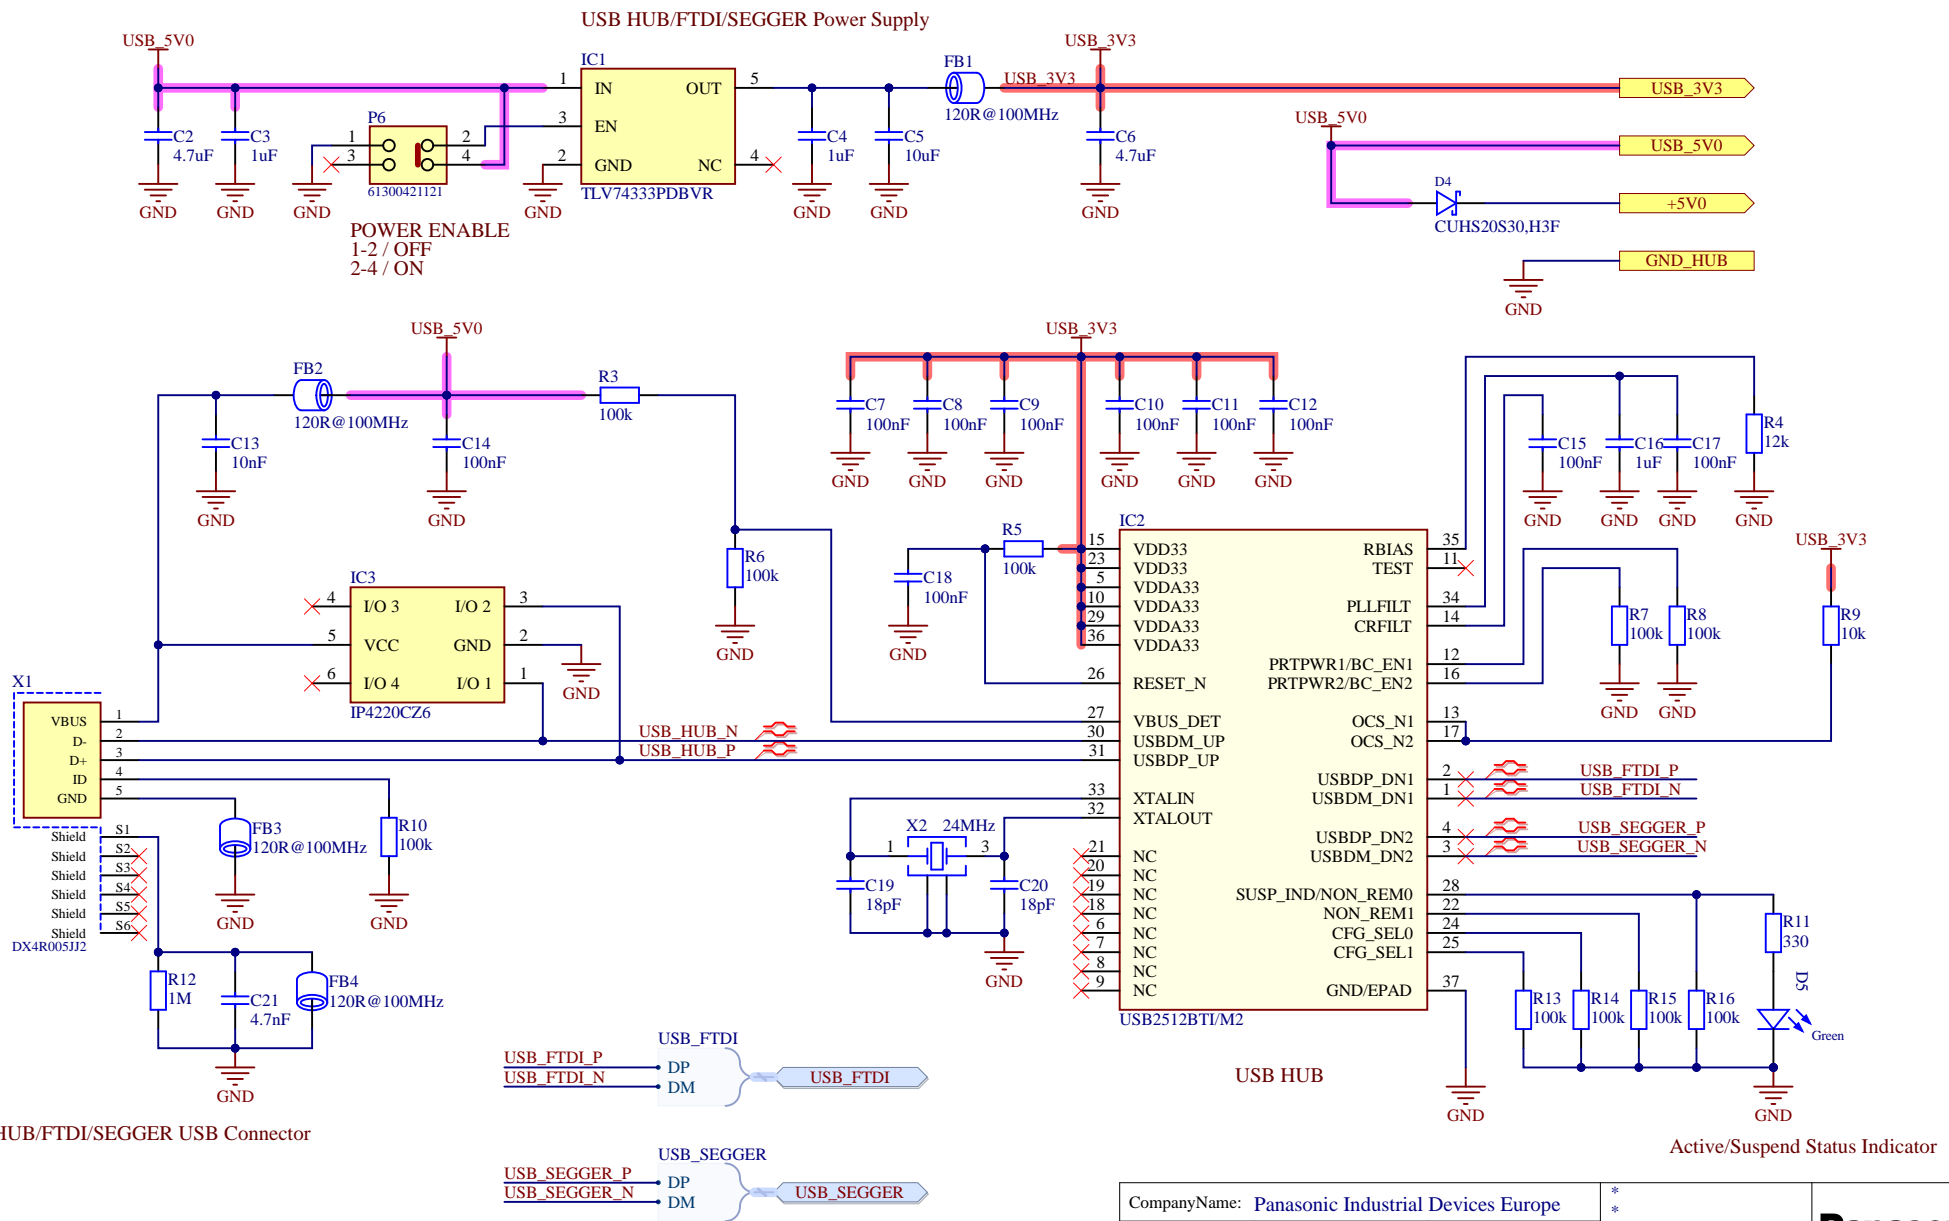 USB HUB/FTDI/SEGGER Power Supply
USB_5V0
IC1
1 IN
OUT 5
3 EN
2 GND
NC 4
TLV74333PDBVR
C2
4.7uF
C3
1uF
P6
1 2
3 4
61300421121
GND
GND
GND
GND
POWER ENABLE
1-2 / OFF
2-4 / ON
C4
1uF
C5
10uF
GND
GND
FB1
120R@100MHz
USB_3V3
USB_3V3
C6
4.7uF
GND
USB_3V3
USB_5V0
USB_5V0
D4
CUHS20S30,H3F
+5V0
GND_HUB
GND
USB_5V0
FB2
120R@100MHz
C13
10nF
GND
C14
100nF
GND
R3
100k
R6
100k
GND
IC3
4 I/O 3
I/O 2 3
5 VCC
GND 2
6 I/O 4
I/O 1 1
IP4220CZ6
GND
X1
VBUS 1
D- 2
D+ 3
ID 4
GND 5
Shield S1
Shield S2
Shield S3
Shield S4
Shield S5
Shield S6
DX4R005JJ2
FB3
120R@100MHz
GND
R10
100k
GND
R12
1M
C21
4.7nF
FB4
120R@100MHz
GND
HUB/FTDI/SEGGER USB Connector
USB_HUB_N
USB_HUB_P
USB_3V3
C7
100nF
C8
100nF
C9
100nF
C10
100nF
C11
100nF
C12
100nF
GND
GND
GND
GND
GND
GND
R5
100k
C18
100nF
GND
IC2
15 VDD33
23 VDD33
5 VDDA33
10 VDDA33
29 VDDA33
36 VDDA33
26 RESET_N
27 VBUS_DET
30 USBDM_UP
31 USBDP_UP
33 XTALIN
32 XTALOUT
21 NC
20 NC
19 NC
18 NC
6 NC
7 NC
8 NC
9 NC
RBIAS 35
TEST 11
PLLFILT 34
CRFILT 14
PRTPWR1/BC_EN1 12
PRTPWR2/BC_EN2 16
OCS_N1 13
OCS_N2 17
USBDP_DN1 2
USBDM_DN1 1
USBDP_DN2 4
USBDM_DN2 3
SUSP_IND/NON_REM0 28
NON_REM1 22
CFG_SEL0 24
CFG_SEL1 25
GND/EPAD 37
USB2512BTI/M2
USB HUB
X2 24MHz
1 3
C19
18pF
C20
18pF
GND
C15
100nF
C16
1uF
C17
100nF
R4
12k
GND
GND
GND
GND
R7
100k
R8
100k
GND
GND
USB_3V3
R9
10k
USB_FTDI_P
USB_FTDI_N
USB_SEGGER_P
USB_SEGGER_N
R11
330
D5
Green
R13
100k
R14
100k
R15
100k
R16
100k
GND
GND
Active/Suspend Status Indicator
USB_FTDI
USB_FTDI_P
DP
USB_FTDI_N
DM
USB_FTDI
USB_SEGGER
USB_SEGGER_P
DP
USB_SEGGER_N
DM
USB_SEGGER
CompanyName: Panasonic Industrial Devices Europe
*
*